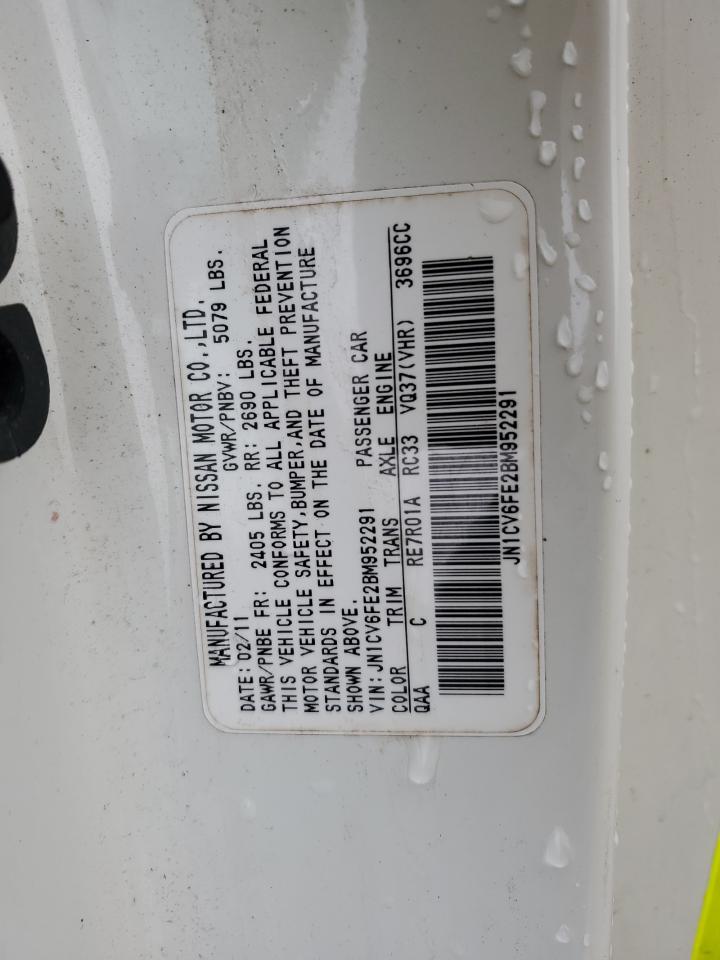 MANUFACTURED BY NISSAN MOTOR CO.,LTD.
DATE: 02/11 GVWR/PNBV: 5079 LBS.
GAWR/PNBE FR: 2405 LBS. RR: 2690 LBS.
THIS VEHICLE CONFORMS TO ALL APPLICABLE FEDERAL
MOTOR VEHICLE SAFETY,BUMPER,AND THEFT PREVENTION
STANDARDS IN EFFECT ON THE DATE OF MANUFACTURE
SHOWN ABOVE.
VIN: JN1CV6FE2BM952291 PASSENGER CAR
COLOR TRIM TRANS AXLE ENGINE
QAA C RE7R01A RC33 VQ37(VHR) 3696CC
JN1CV6FE2BM952291